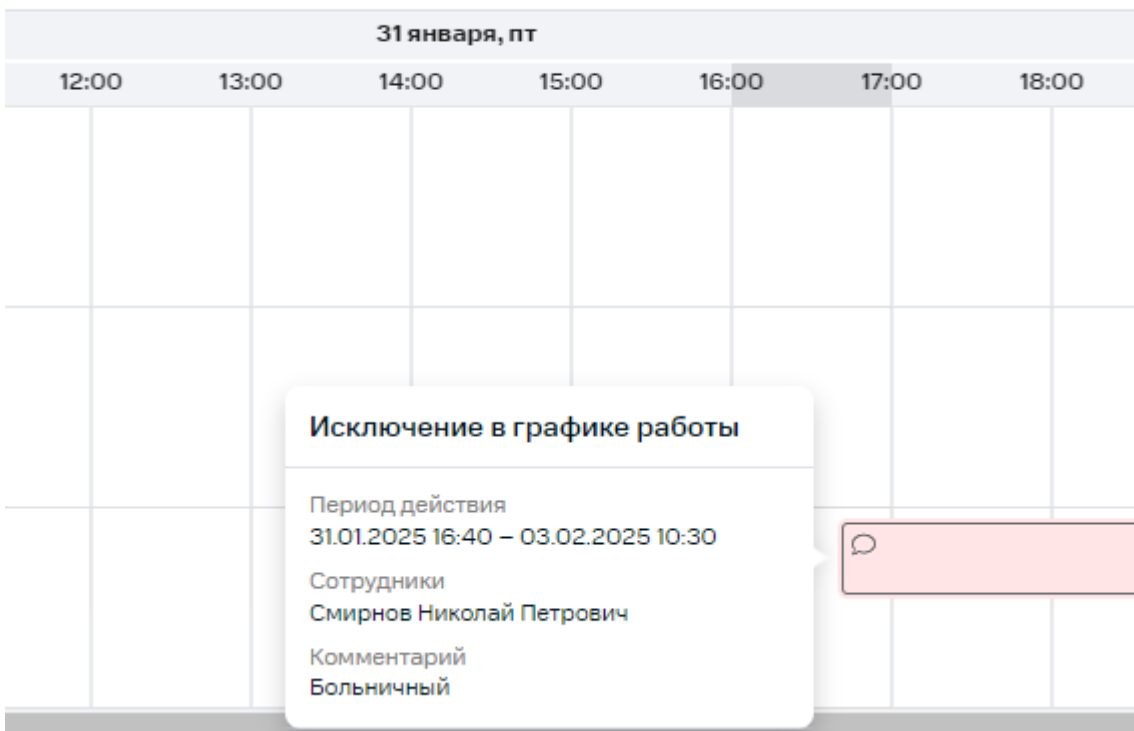 31 января, пт
12:00 13:00 14:00 15:00 16:00 17:00 18:00
Исключение в графике работы
Период действия
31.01.2025 16:40 – 03.02.2025 10:30
Сотрудники
Смирнов Николай Петрович
Комментарий
Больничный